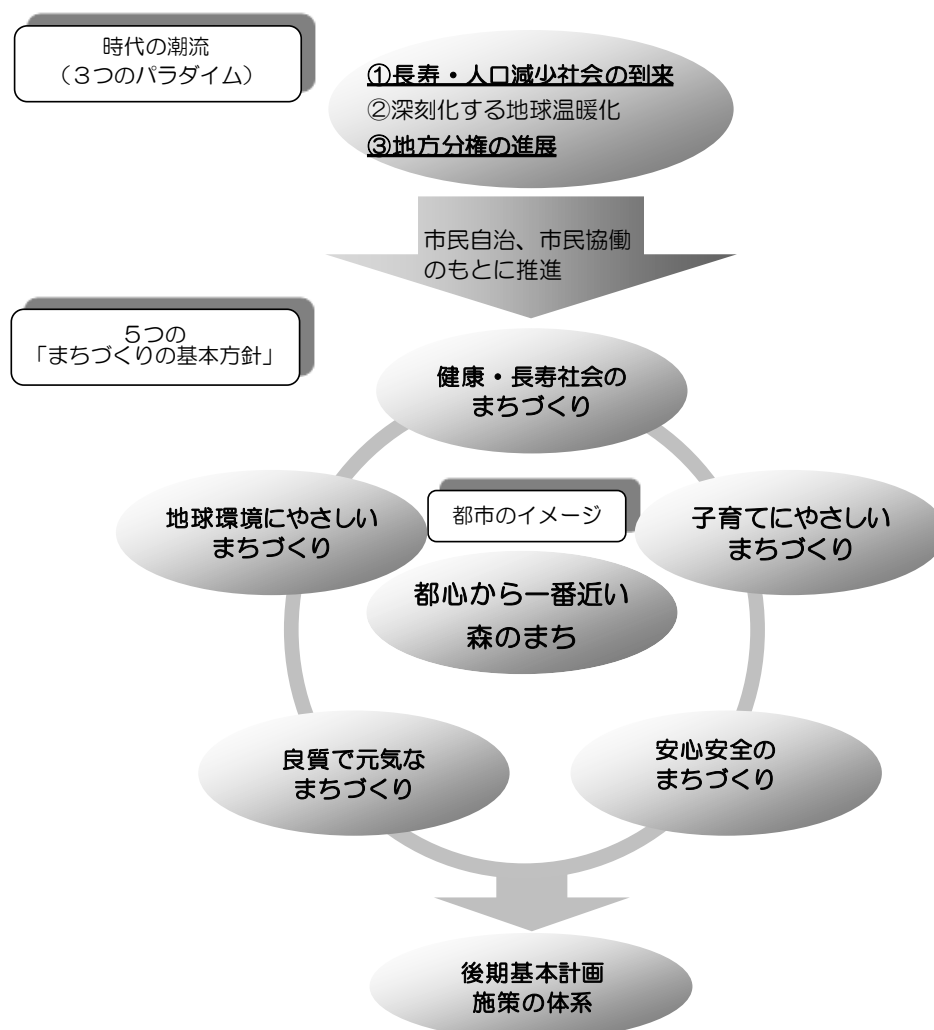 時代の潮流
（３つのパラダイム）
①長寿・人口減少社会の到来
②深刻化する地球温暖化
③地方分権の進展
市民自治、市民協働
のもとに推進
５つの
「まちづくりの基本方針」
健康・長寿社会の
まちづくり
地球環境にやさしい
まちづくり
都市のイメージ
子育てにやさしい
まちづくり
都心から一番近い
森のまち
良質で元気な
まちづくり
安心安全の
まちづくり
後期基本計画
施策の体系